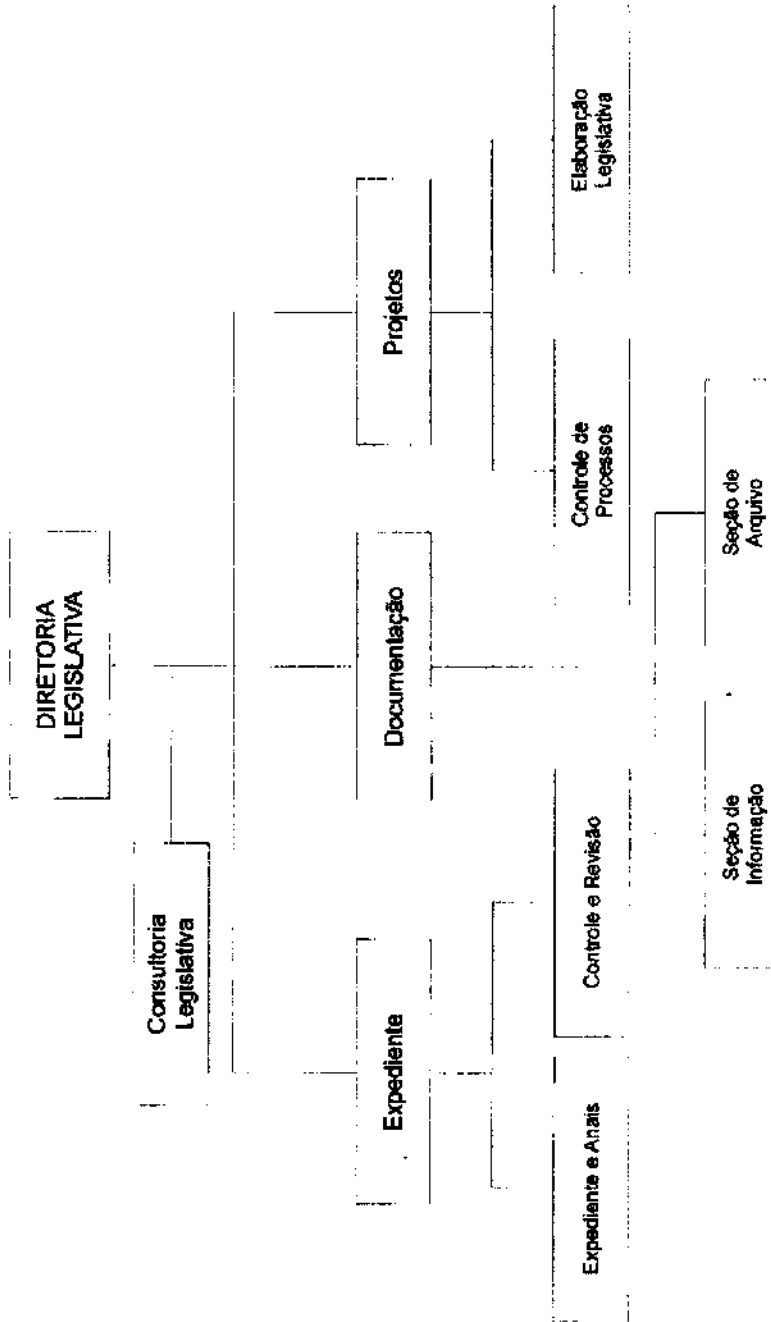 DIRETORIA
LEGISLATIVA
Consultoria
Legislativa
Expediente
Documentação
Projetos
Expediente e Anais
Controle e Revisão
Controle de
Processos
Elaboração
Legislativa
Seção de
Informação
Seção de
Arquivo